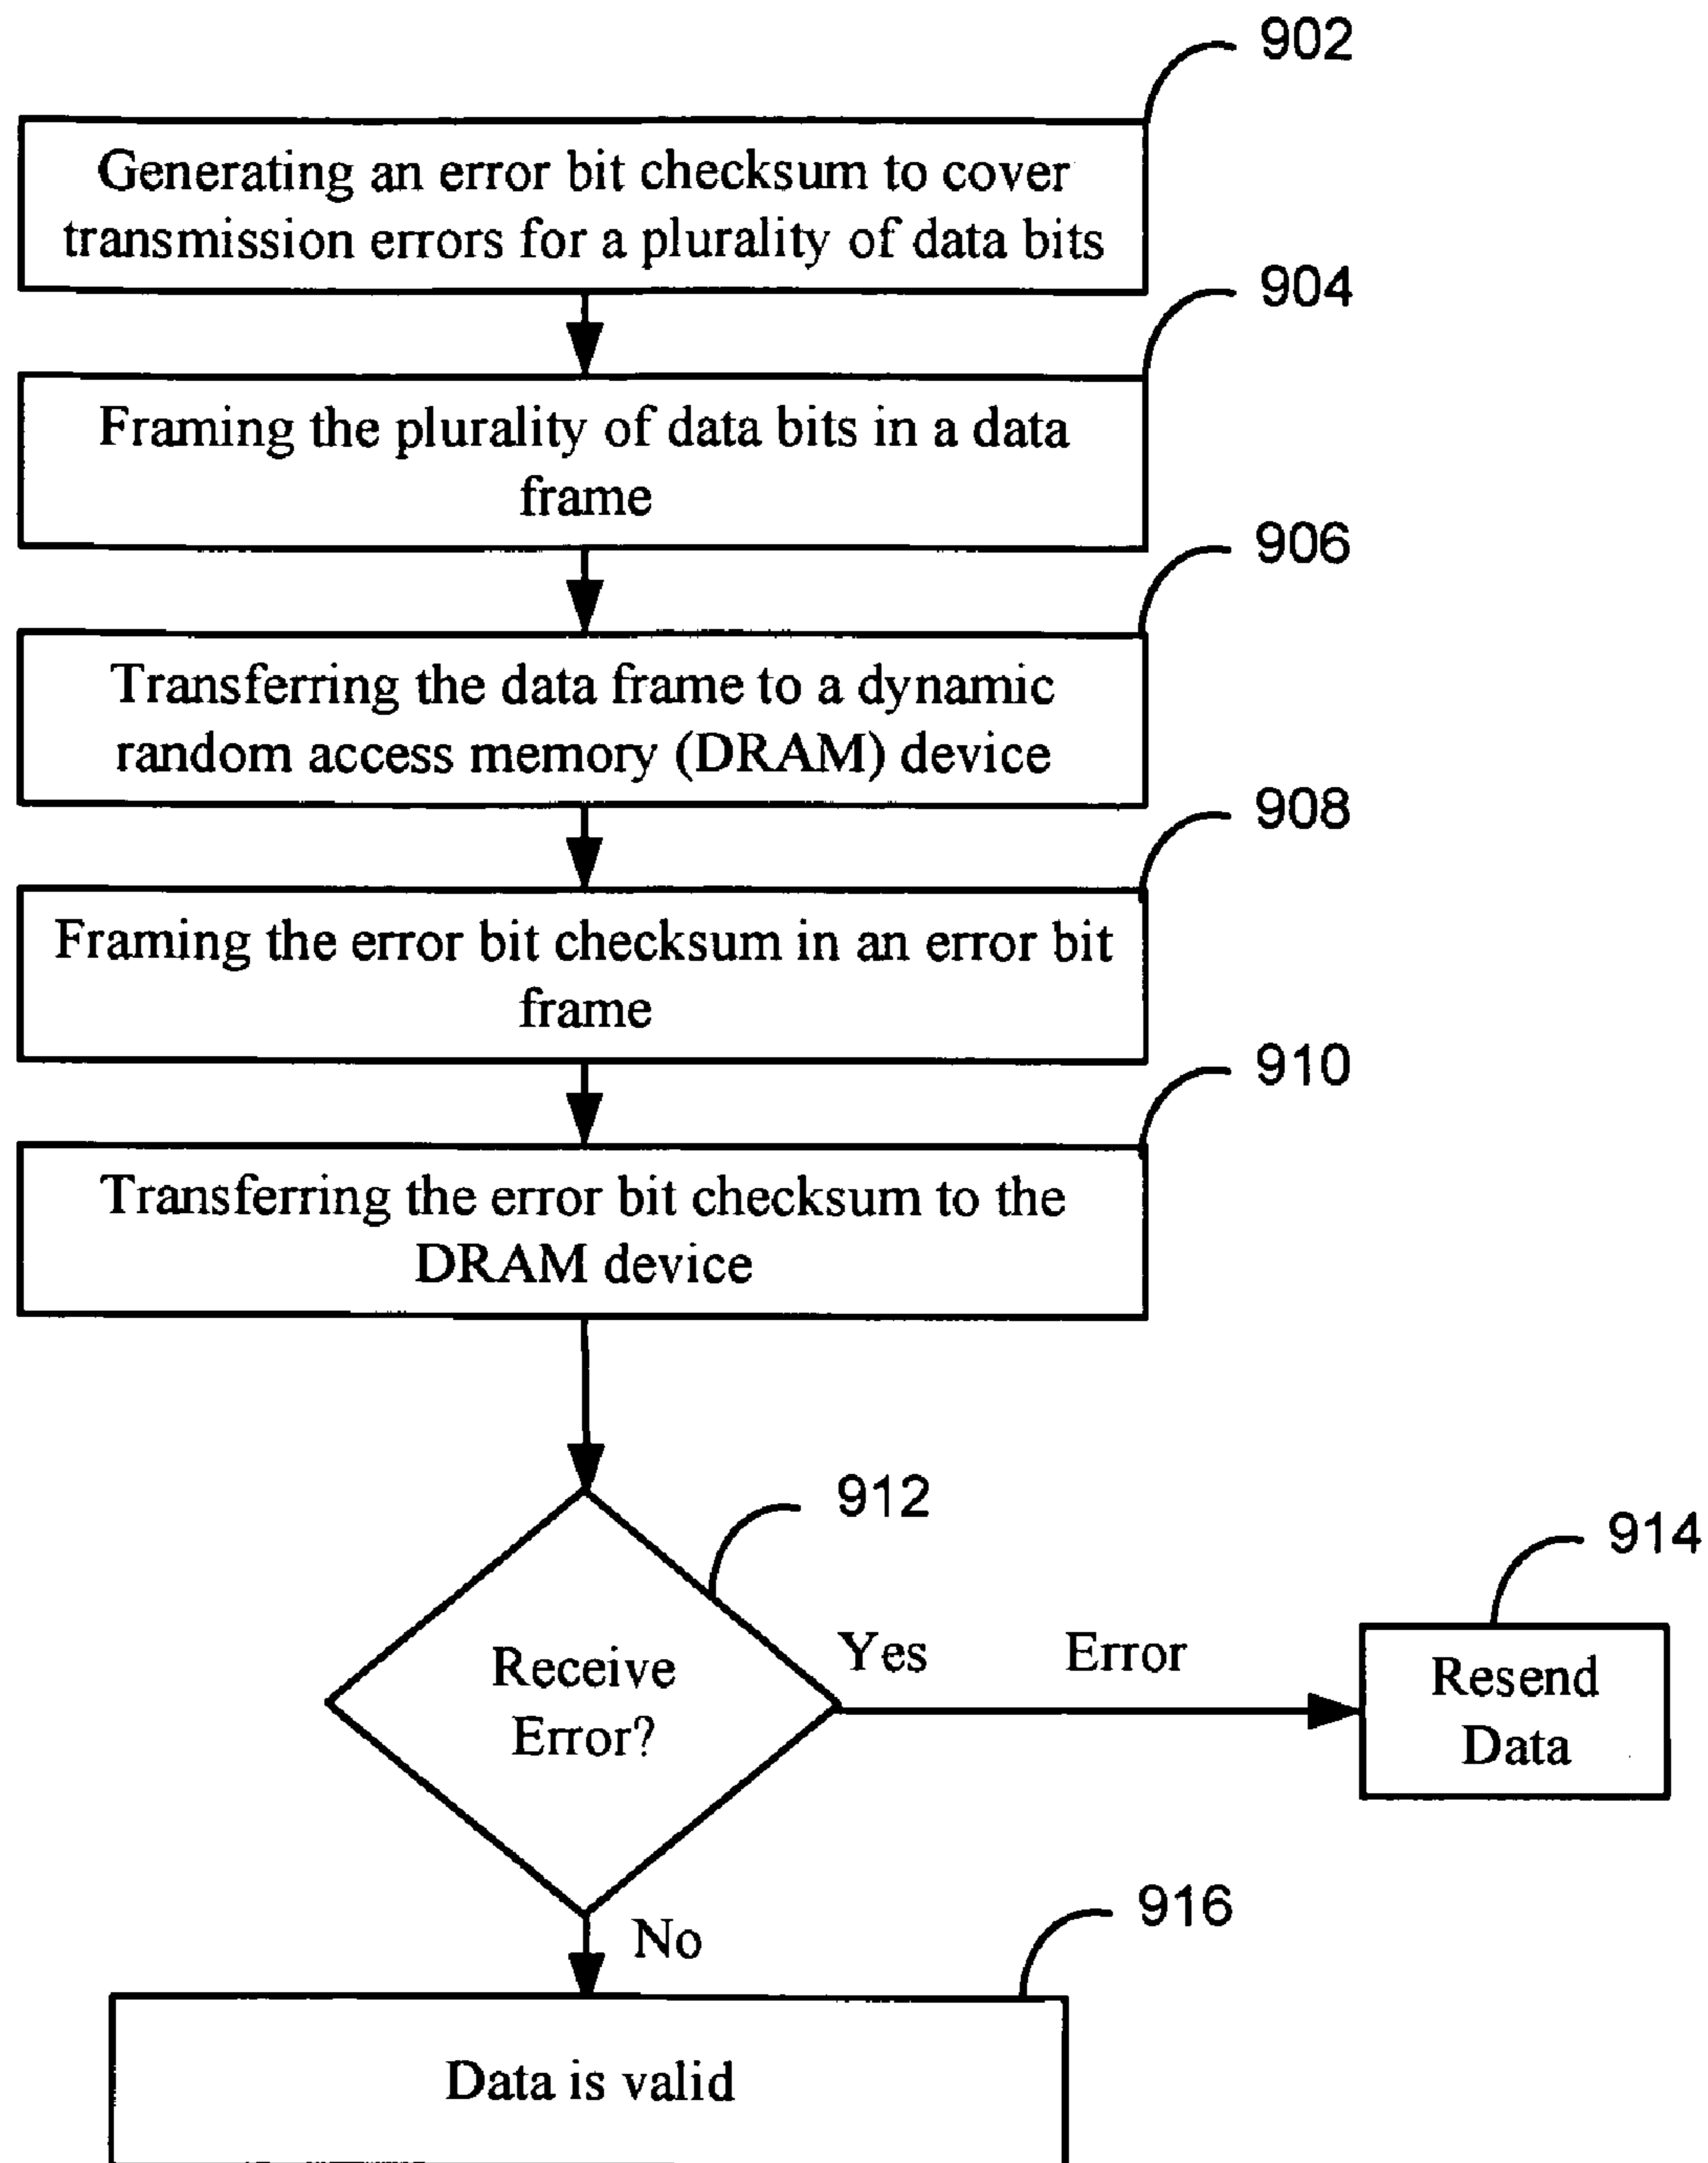 902
Generating an error bit checksum to cover
transmission errors for a plurality of data bits
904
Framing the plurality of data bits in a data
frame
906
Transferring the data frame to a dynamic
random access memory (DRAM) device
908
Framing the error bit checksum in an error bit
frame
910
Transferring the error bit checksum to the
DRAM device
912
Receive
Error?
Yes Error
914
Resend
Data
No
916
Data is valid